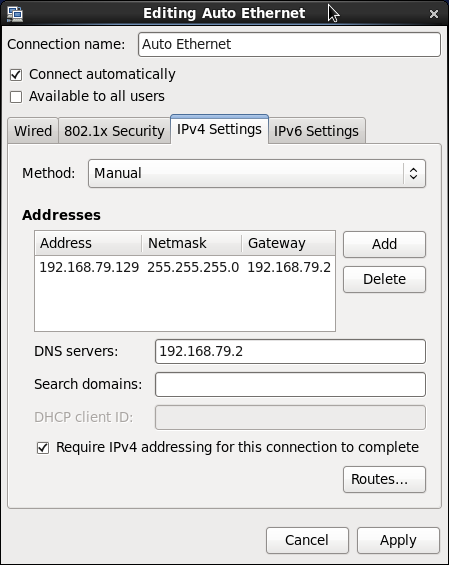 Editing Auto Ethernet
Connection name: Auto Ethernet
Connect automatically
Available to all users
Wired 802.1x Security IPv4 Settings IPv6 Settings
Method: Manual
Addresses
Address Netmask Gateway Add
192.168.79.129 255.255.255.0 192.168.79.2
Delete
DNS servers: 192.168.79.2
Search domains:
DHCP client ID:
Require IPv4 addressing for this connection to complete
Routes...
Cancel Apply